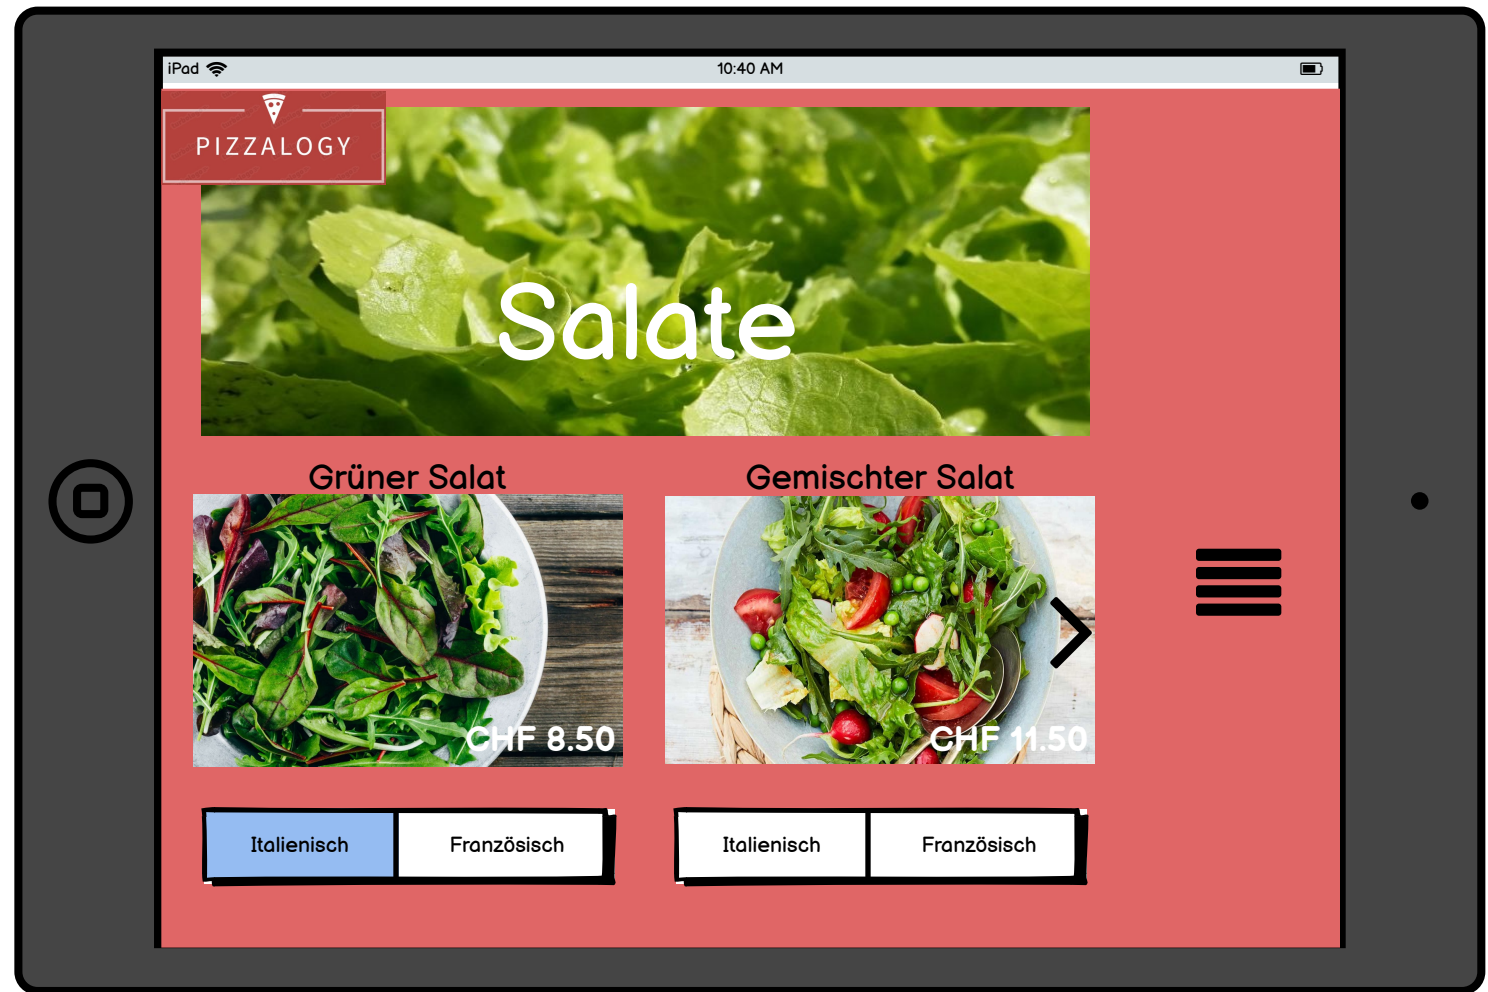 iPad
10:40 AM
PIZZALOGY
Salate
Grüner Salat
Gemischter Salat
CHF 8.50
CHF 11.50
Italienisch
Französisch
Italienisch
Französisch